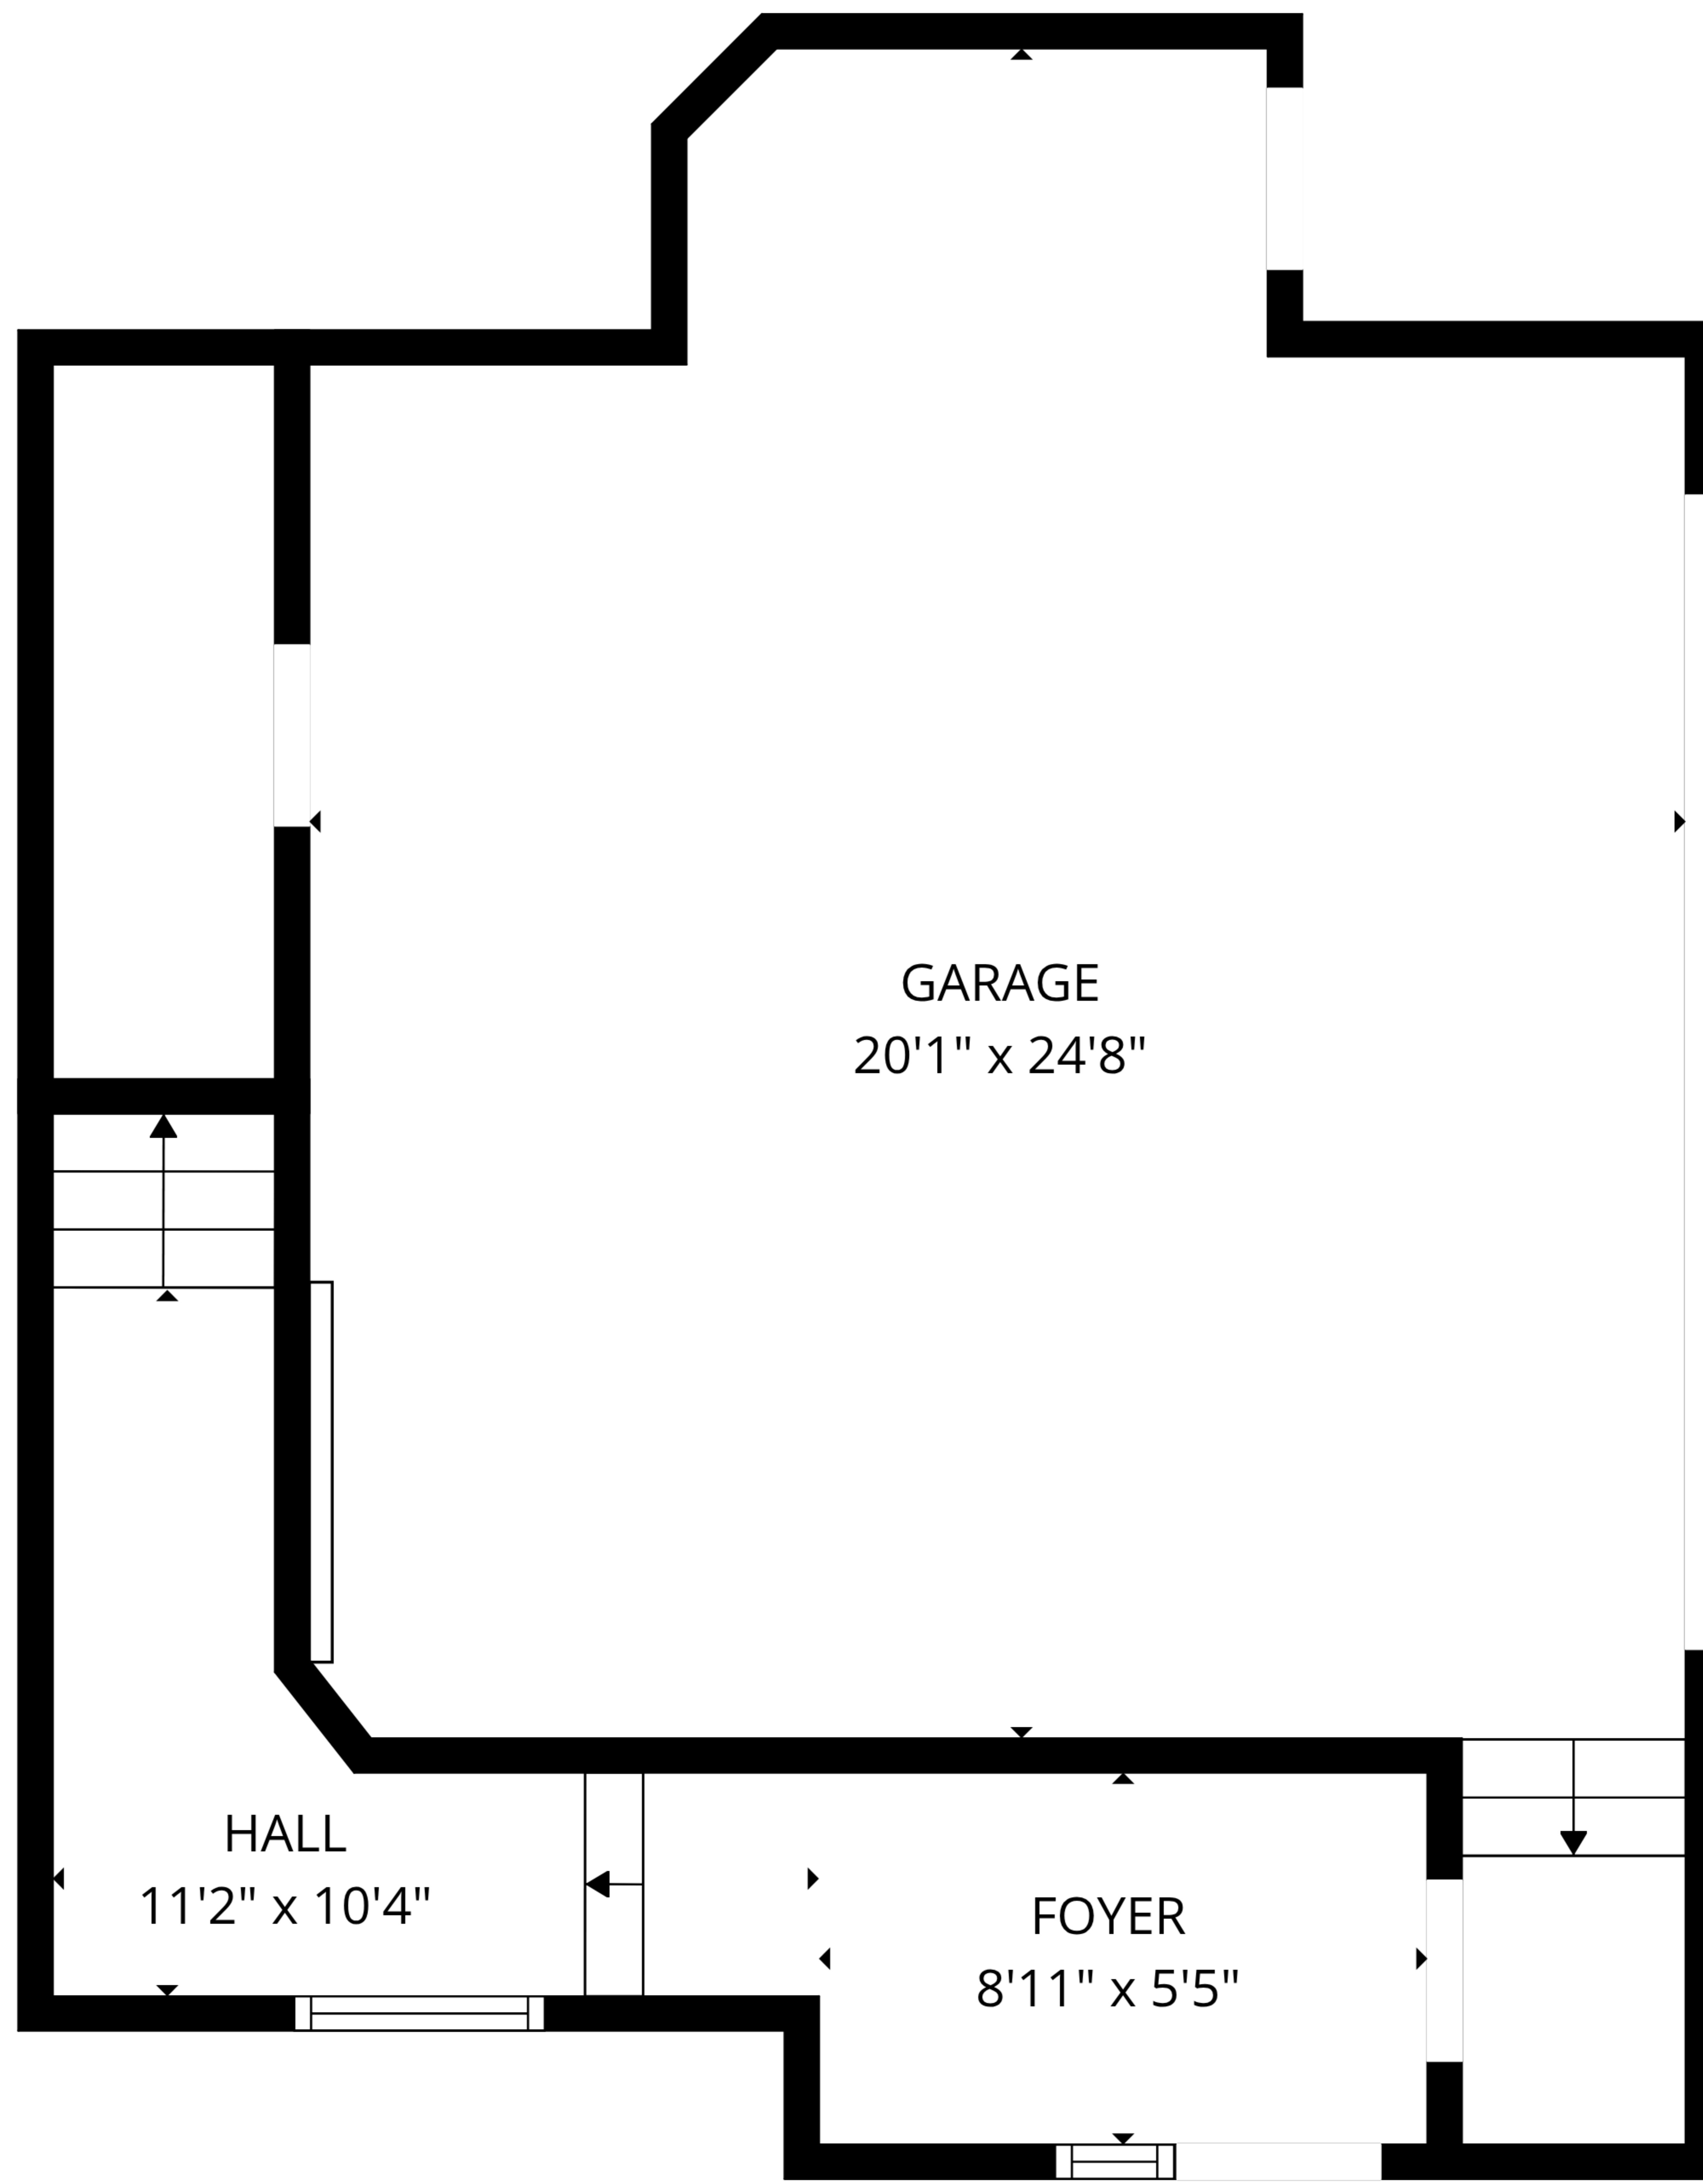 GARAGE
20'1" x 24'8"
HALL
11'2" x 10'4"
FOYER
8'11" x 5'5"